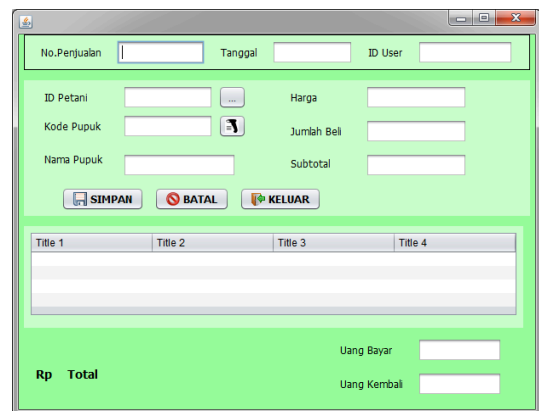 No.Penjualan Tanggal ID User
ID Petani ... Harga
Kode Pupuk Jumlah Beli
Nama Pupuk Subtotal
SIMPAN BATAL KELUAR
Title 1 Title 2 Title 3 Title 4
Uang Bayar
Rp Total
Uang Kembali